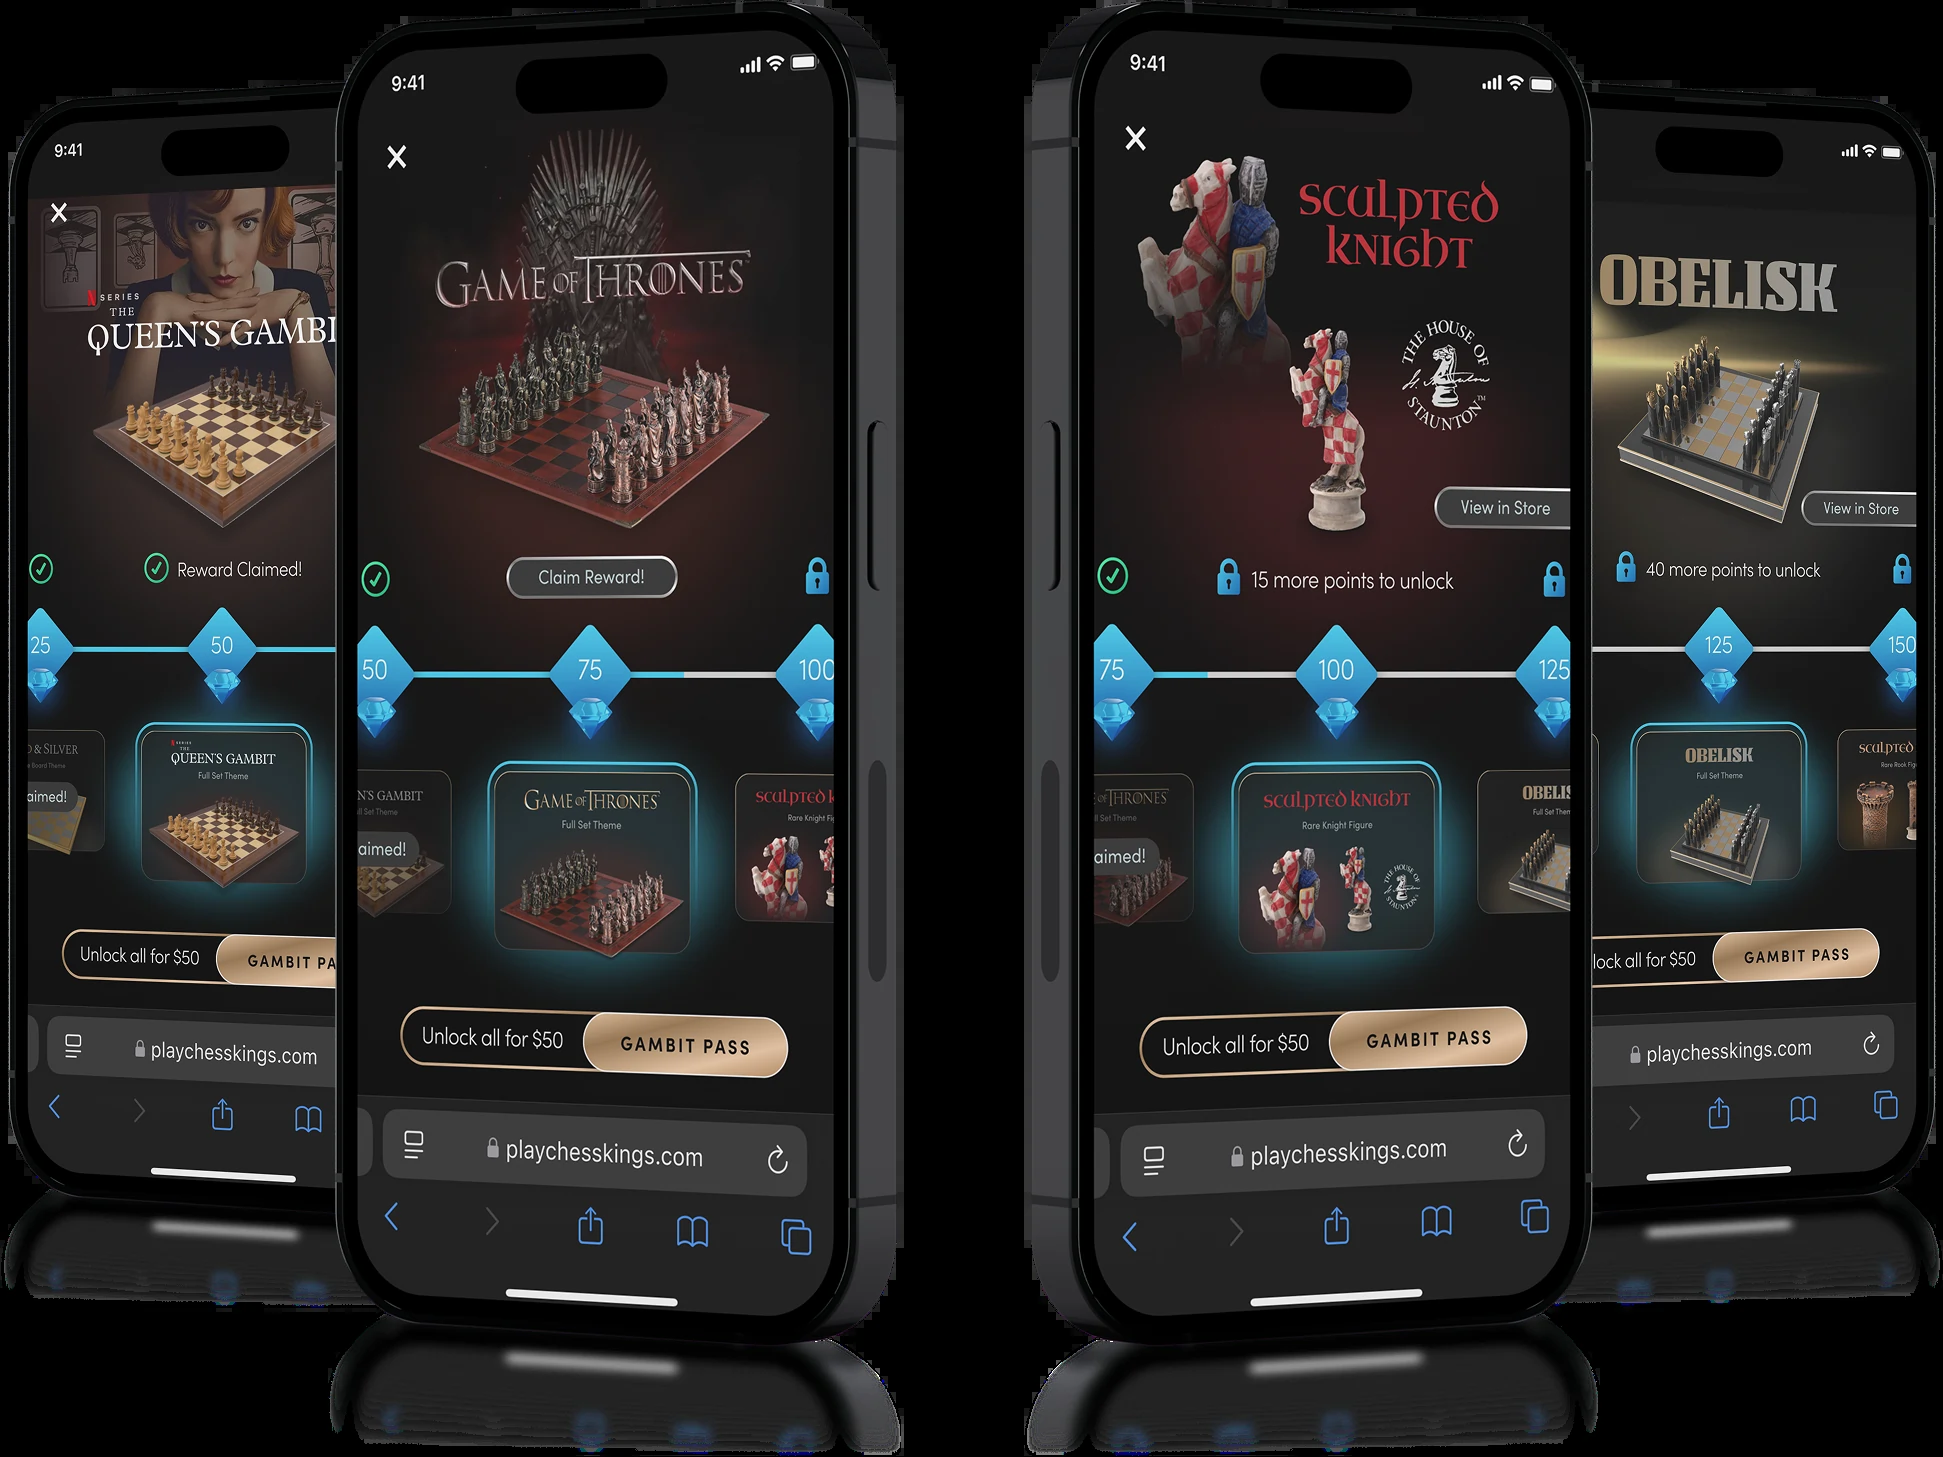 9:41
SERIES
THE
QUEEN'S GAMBI
Reward Claimed!
25
50
D & SILVER
e Board Theme
aimed!
SERIES
THE
QUEEN'S GAMBIT
Full Set Theme
Unlock all for $50
GAMBIT PA
playchesskings.com
9:41
GAME OF THRONES
Claim Reward!
50
75
100
N'S GAMBIT
ll Set Theme
aimed!
GAME OF THRONES
Full Set Theme
SCULPTED K
Rare Knight Fig
Unlock all for $50
GAMBIT PASS
playchesskings.com
9:41
SCULPTED
KNIGHT
THE HOUSE OF
STAUNTON™
View in Store
15 more points to unlock
75
100
125
OF THRONES
ll Set Theme
aimed!
SCULPTED KNIGHT
Rare Knight Figure
THE HOUSE OF
STAUNTON
OBELIS
Full Set Them
Unlock all for $50
GAMBIT PASS
playchesskings.com
OBELISK
View in Store
40 more points to unlock
125
150
OBELISK
Full Set Theme
SCULPTED
Rare Rook Fig
lock all for $50
GAMBIT PASS
playchesskings.com